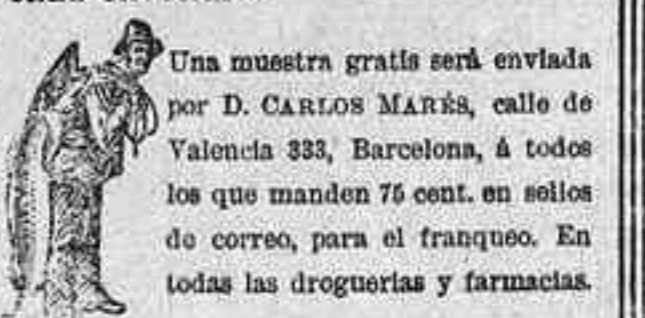 Una muestra gratis será enviada
por D. CARLOS MARÉS, calle de
Valencia 333, Barcelona, á todos
los que manden 75 cent. en sellos
de correo, para el franqueo. En
todas las droguerias y farmacias.